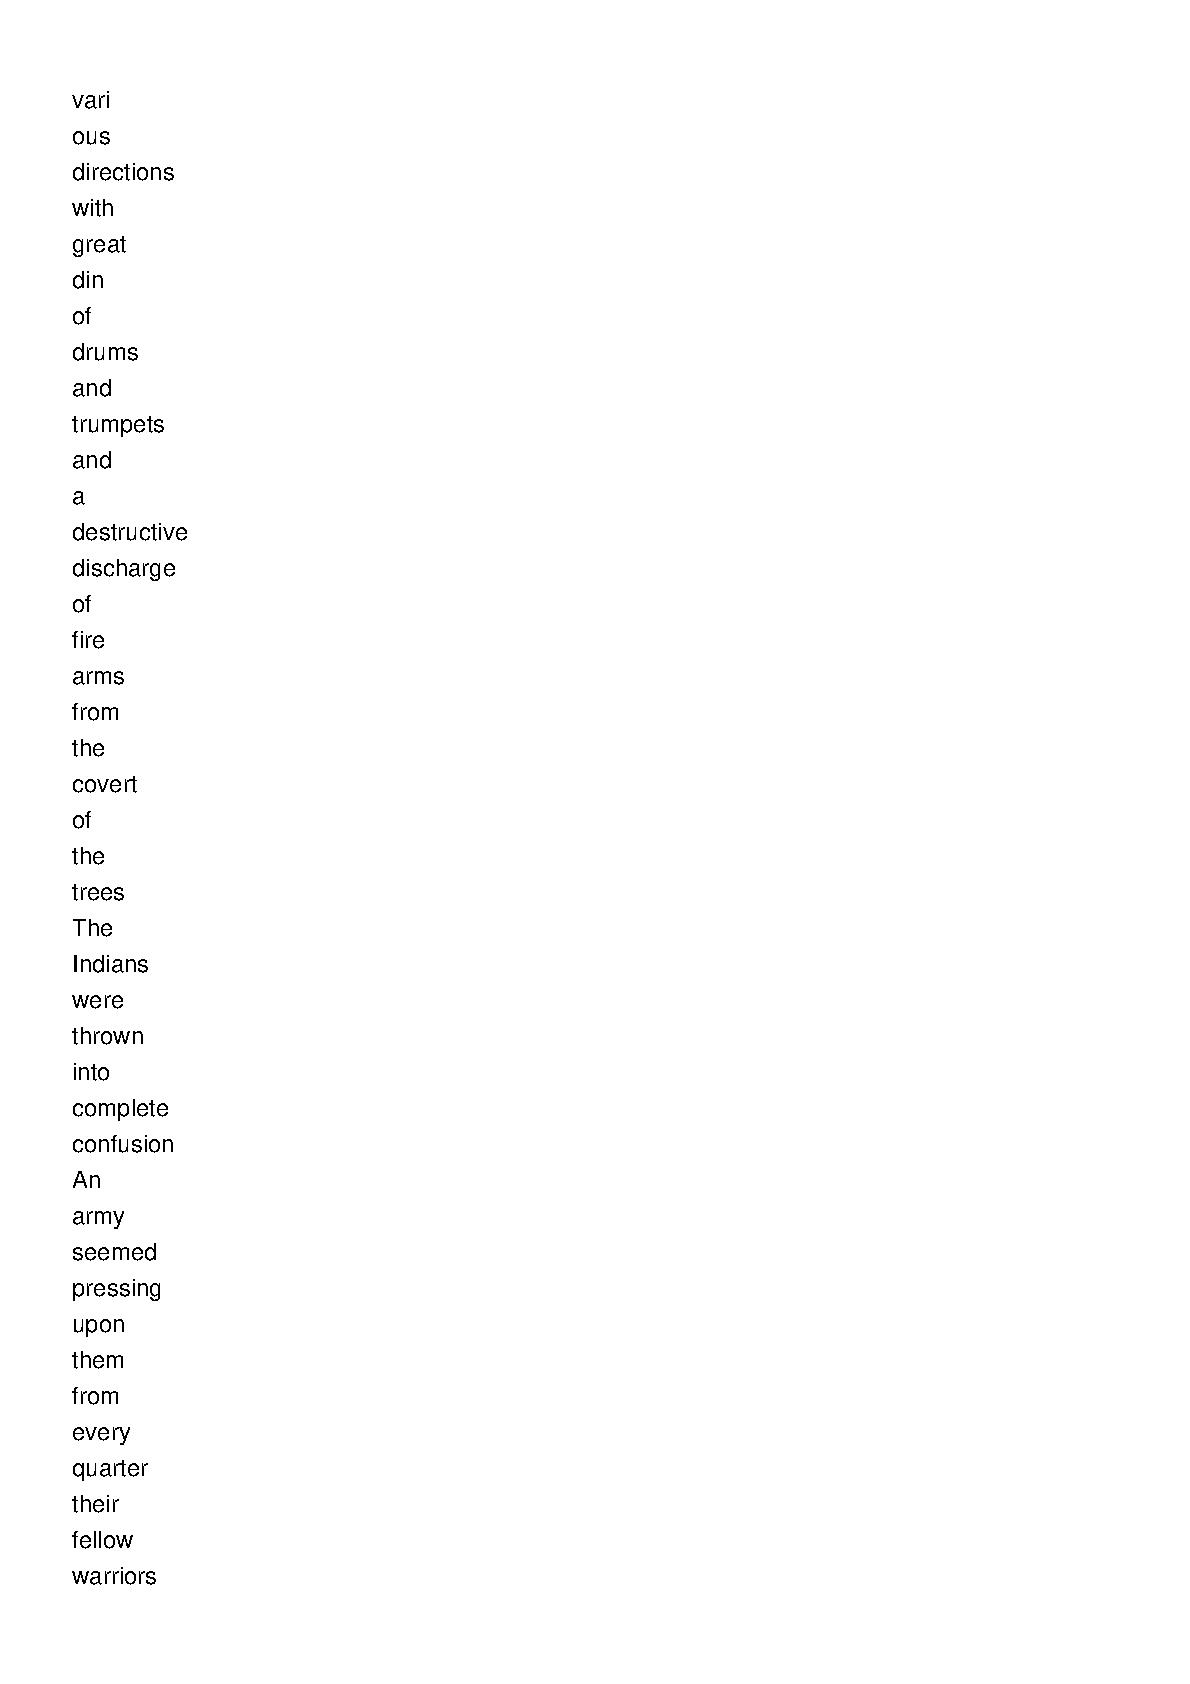 vari
ous
directions
with
great
din
of
drums
and
trumpets
and
a
destructive
discharge
of
fire
arms
from
the
covert
of
the
trees
The
Indians
were
thrown
into
complete
confusion
An
army
seemed
pressing
upon
them
from
every
quarter
their
fellow
warriors